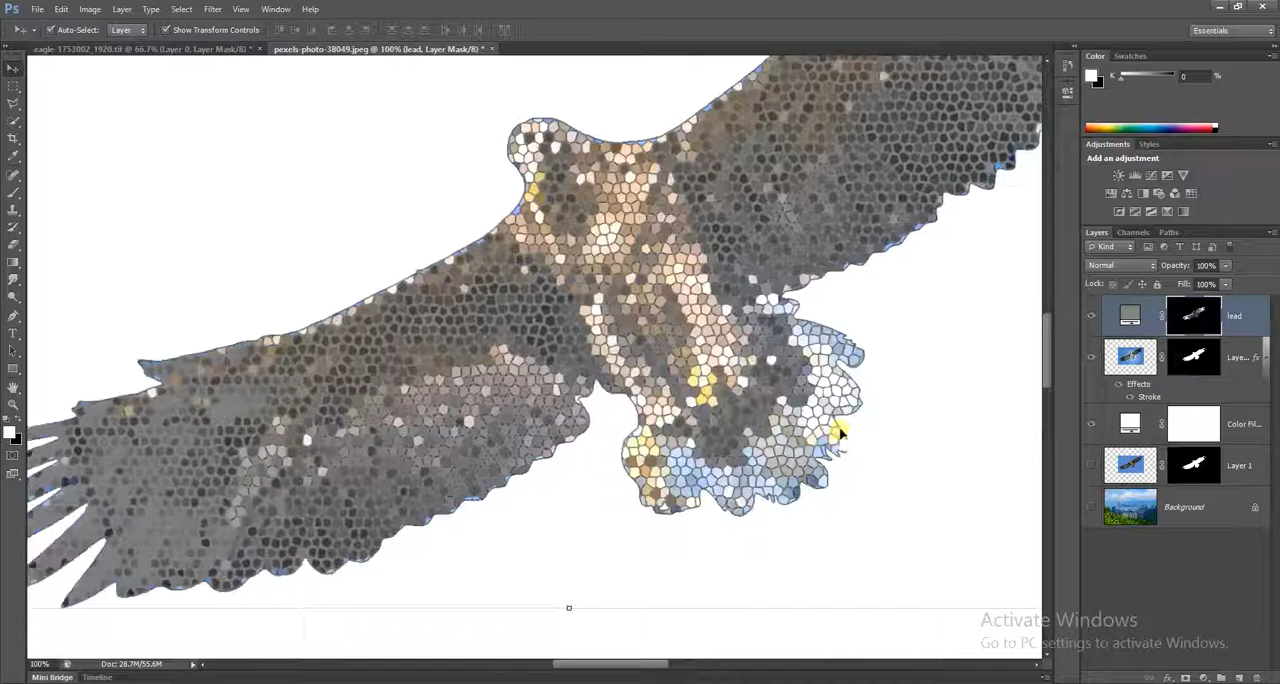 Ps File Edit Image Layer Type Select Filter View Window Help
Auto-Select: Layer Show Transform Controls Essentials
eagle-1753002_1920.tif @ 66.7% (Layer 0, Layer Mask/8) * × pexels-photo-38049.jpeg @ 100% (lead, Layer Mask/8) * ×
Color Swatches
K 0 %
Adjustments Styles
Add an adjustment
Layers Channels Paths
Kind
Normal Opacity: 100%
Lock: Fill: 100%
lead
Laye... fx
Effects
Stroke
Color Fil...
Layer 1
Background
Activate Windows
Go to PC settings to activate Windows.
100% Doc: 28.7M/55.6M
Mini Bridge Timeline